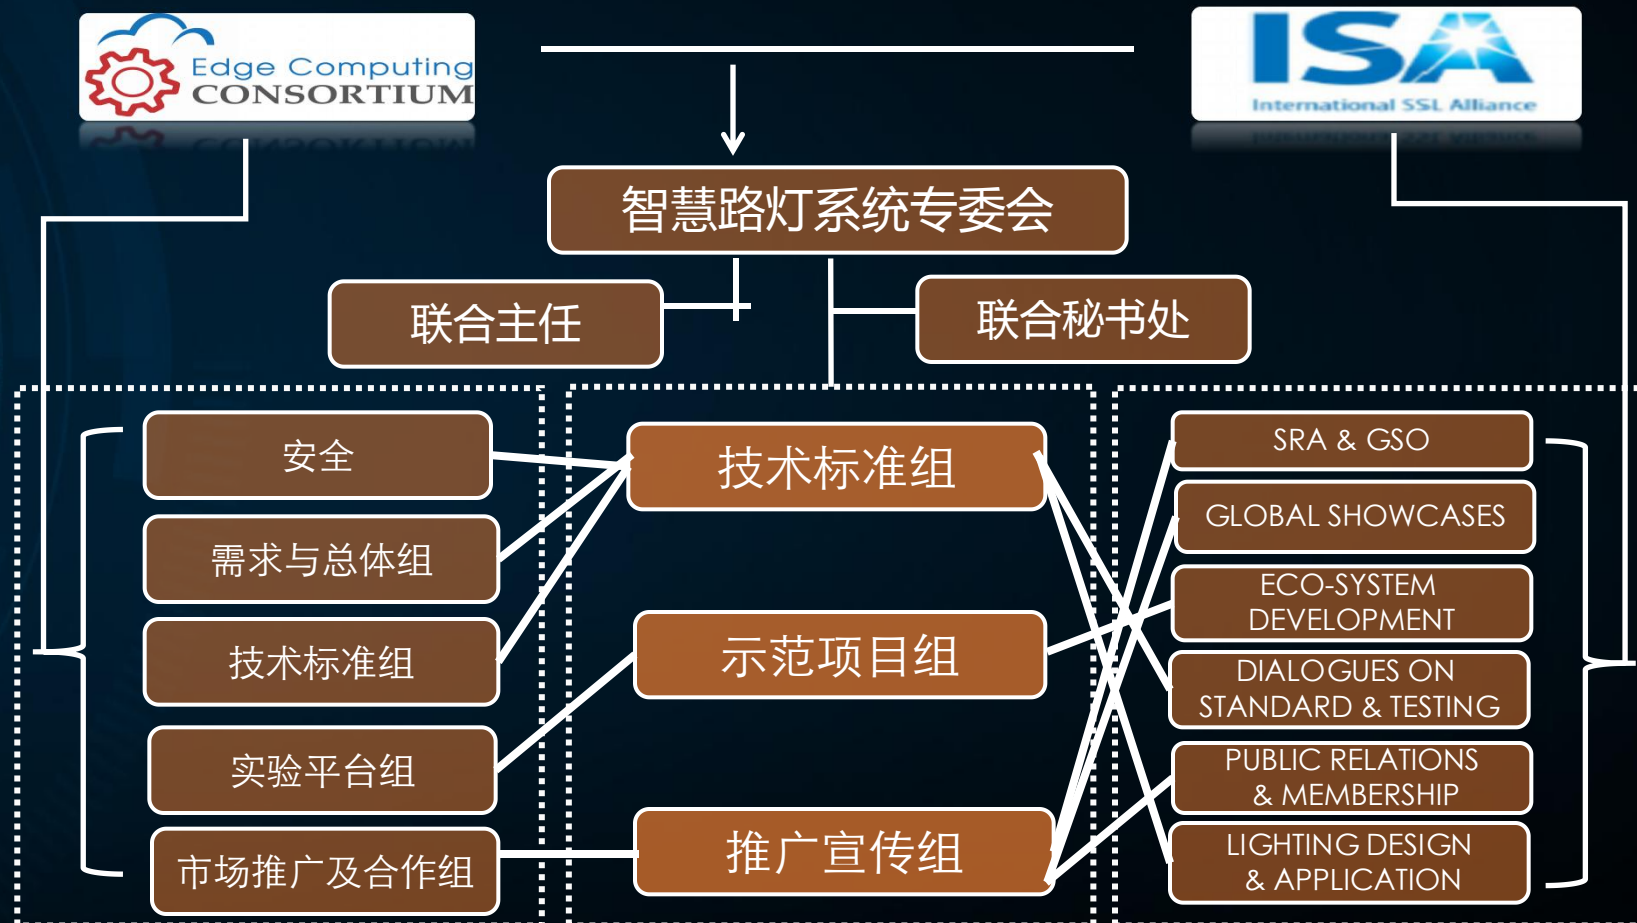 Edge Computing
CONSORTIUM
ISA
International SSL Alliance
智慧路灯系统专委会
联合主任
联合秘书处
安全
需求与总体组
技术标准组
实验平台组
市场推广及合作组
技术标准组
示范项目组
推广宣传组
SRA & GSO
GLOBAL SHOWCASES
ECO-SYSTEM
DEVELOPMENT
DIALOGUES ON
STANDARD & TESTING
PUBLIC RELATIONS
& MEMBERSHIP
LIGHTING DESIGN
& APPLICATION